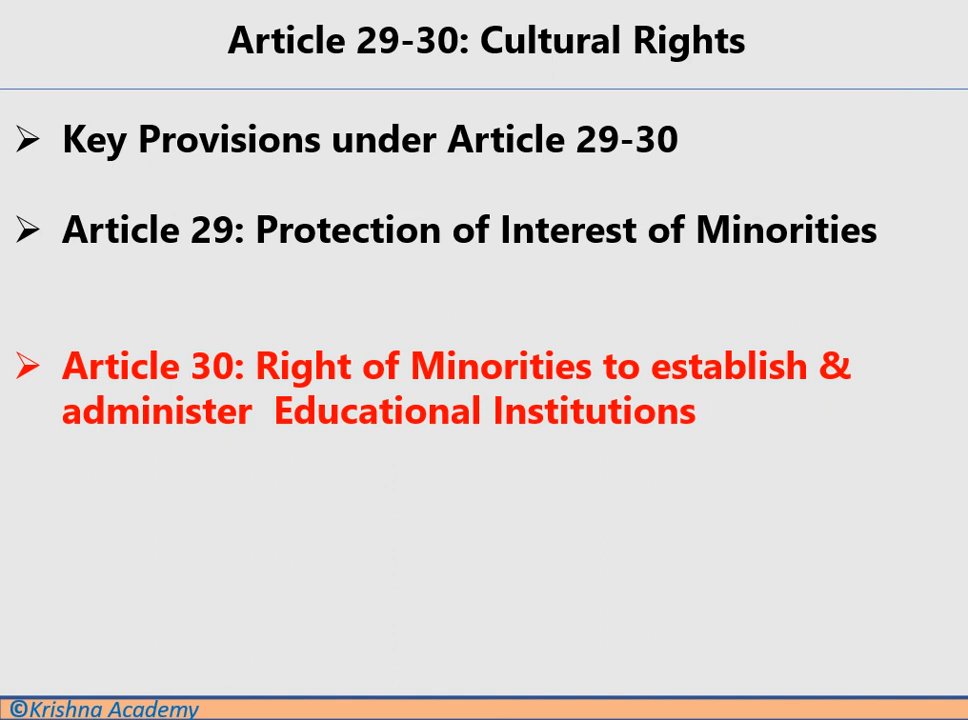 Article 29-30: Cultural Rights
Key Provisions under Article 29-30
Article 29: Protection of Interest of Minorities
Article 30: Right of Minorities to establish &
administer Educational Institutions
©Krishna Academy